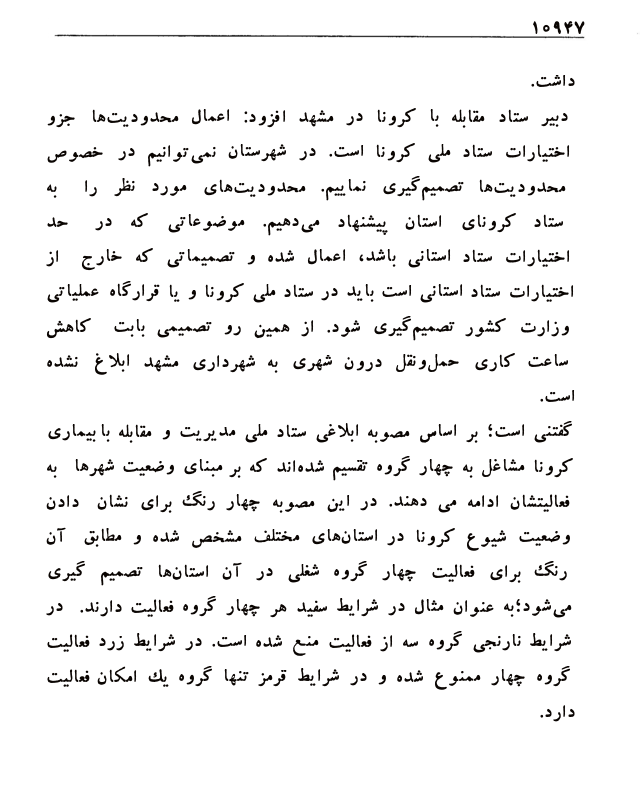 ۱۰۹۴۷
داشت.
دبیر ستاد مقابله با کرونا در مشهد افزود: اعمال محدودیت‌ها جزو
اختیارات ستاد ملی کرونا است. در شهرستان نمی‌توانیم در خصوص
محدودیت‌ها تصمیم‌گیری نماییم. محدودیت‌های مورد نظر را به
ستاد کرونای استان پیشنهاد می‌دهیم. موضوعاتی که در حد
اختیارات ستاد استانی باشد، اعمال شده و تصمیماتی که خارج از
اختیارات ستاد استانی است باید در ستاد ملی کرونا و یا قرارگاه عملیاتی
وزارت کشور تصمیم‌گیری شود. از همین رو تصمیمی بابت کاهش
ساعت کاری حمل‌ونقل درون شهری به شهرداری مشهد ابلاغ نشده
است.
گفتنی است؛ بر اساس مصوبه ابلاغی ستاد ملی مدیریت و مقابله با بیماری
کرونا مشاغل به چهار گروه تقسیم شده‌اند که بر مبنای وضعیت شهرها به
فعالیتشان ادامه می دهند. در این مصوبه چهار رنگ برای نشان دادن
وضعیت شیوع کرونا در استان‌های مختلف مشخص شده و مطابق آن
رنگ برای فعالیت چهار گروه شغلی در آن استان‌ها تصمیم گیری
می‌شود؛به عنوان مثال در شرایط سفید هر چهار گروه فعالیت دارند. در
شرایط نارنجی گروه سه از فعالیت منع شده است. در شرایط زرد فعالیت
گروه چهار ممنوع شده و در شرایط قرمز تنها گروه یك امکان فعالیت
دارد.